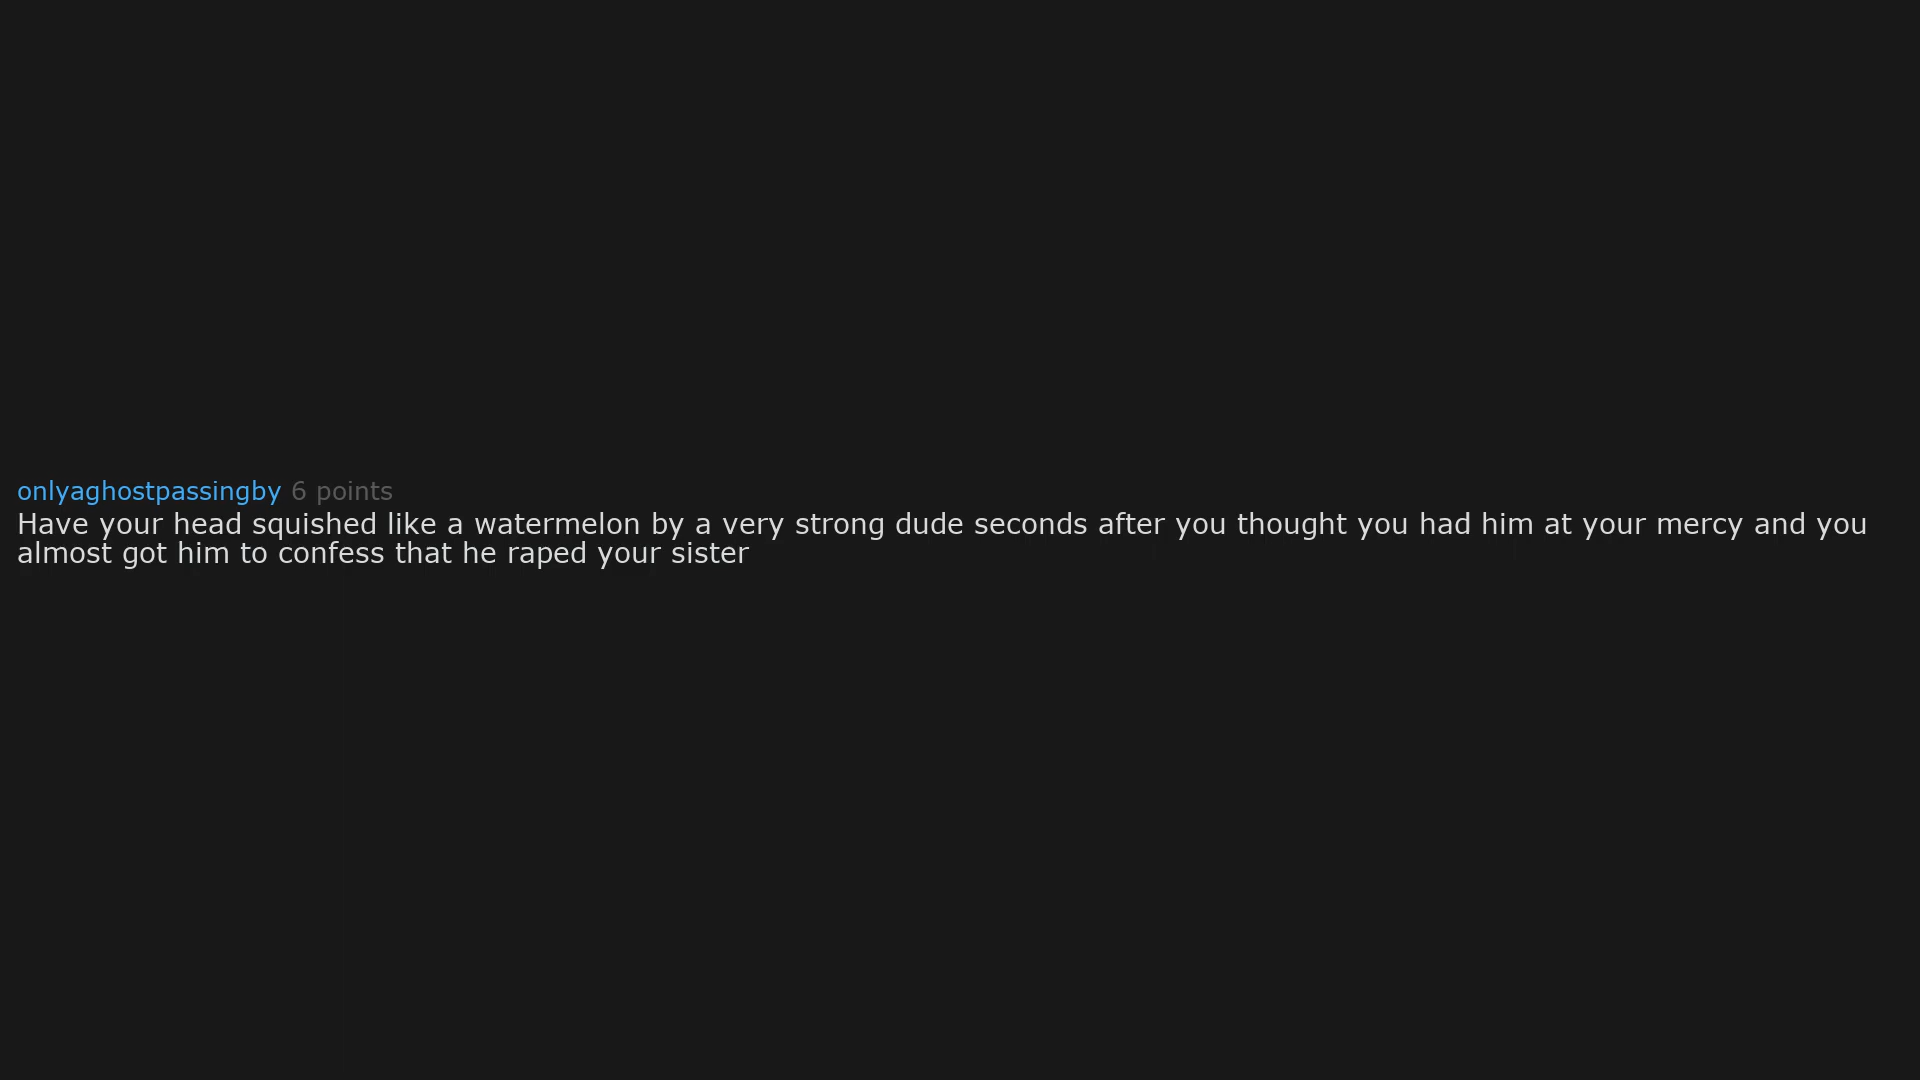 onlyaghostpassingby 6 points
Have your head squished like a watermelon by a very strong dude seconds after you thought you had him at your mercy and you
almost got him to confess that he raped your sister